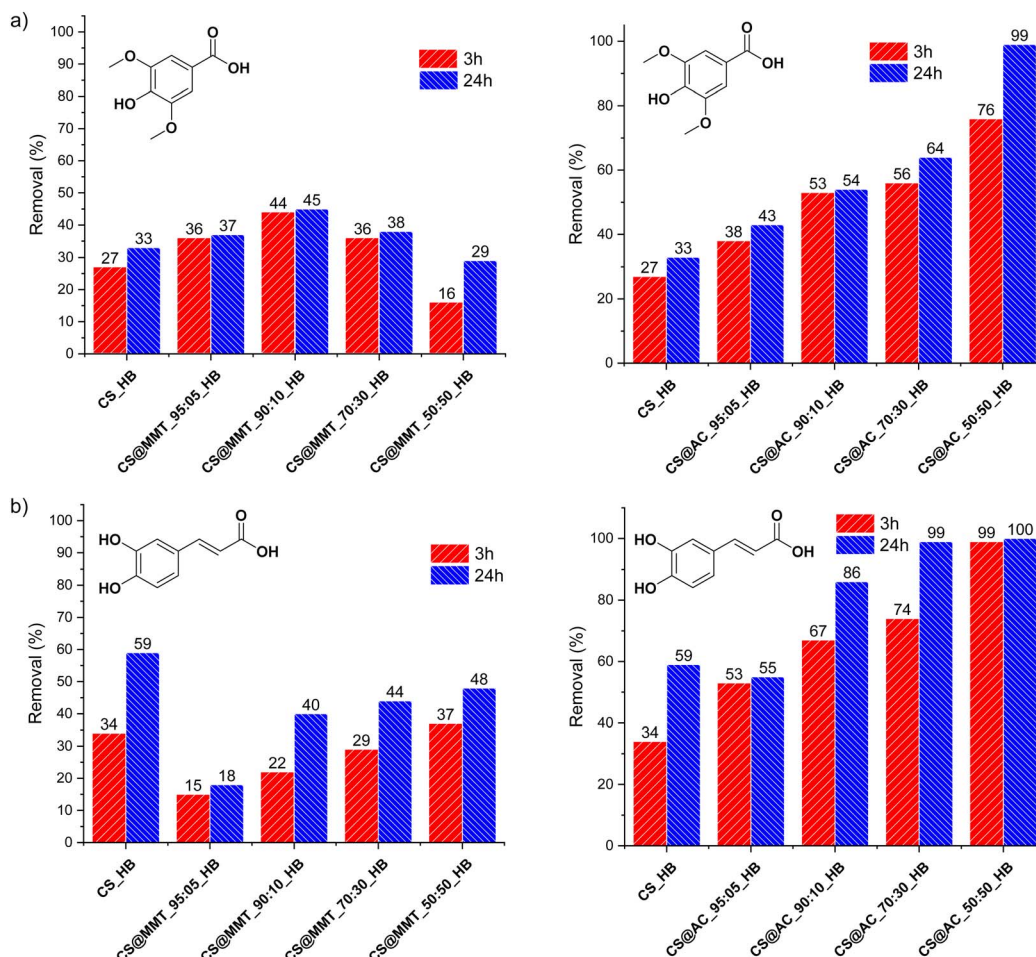 a)
Removal (%)
100
90
80
70
60
50
40
30
20
10
0
O
O
OH
HO
O
3h
24h
27
33
36
37
44
45
36
38
16
29
CS_HB
CS@MMT_95:05_HB
CS@MMT_90:10_HB
CS@MMT_70:30_HB
CS@MMT_50:50_HB
Removal (%)
100
80
60
40
20
0
O
O
OH
HO
O
3h
24h
27
33
38
43
53
54
56
64
76
99
CS_HB
CS@AC_95:05_HB
CS@AC_90:10_HB
CS@AC_70:30_HB
CS@AC_50:50_HB
b)
Removal (%)
100
90
80
70
60
50
40
30
20
10
0
HO
HO
O
OH
3h
24h
34
59
15
18
22
40
29
44
37
48
CS_HB
CS@MMT_95:05_HB
CS@MMT_90:10_HB
CS@MMT_70:30_HB
CS@MMT_50:50_HB
Removal (%)
100
80
60
40
20
0
HO
HO
O
OH
3h
24h
34
59
53
55
67
86
74
99
99
100
CS_HB
CS@AC_95:05_HB
CS@AC_90:10_HB
CS@AC_70:30_HB
CS@AC_50:50_HB